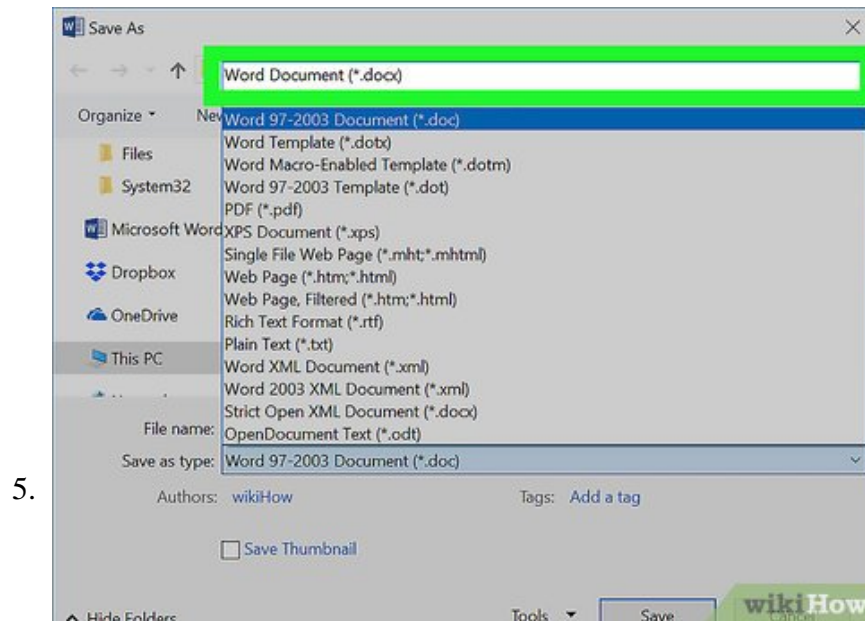 Save As
Word Document (*.docx)
Organize
New
Word 97-2003 Document (*.doc)
Files
Word Template (*.dotx)
Word Macro-Enabled Template (*.dotm)
System32
Word 97-2003 Template (*.dot)
PDF (*.pdf)
Microsoft Word
XPS Document (*.xps)
Single File Web Page (*.mht;*.mhtml)
Dropbox
Web Page (*.htm;*.html)
Web Page, Filtered (*.htm;*.html)
OneDrive
Rich Text Format (*.rtf)
Plain Text (*.txt)
This PC
Word XML Document (*.xml)
Word 2003 XML Document (*.xml)
Strict Open XML Document (*.docx)
File name:
OpenDocument Text (*.odt)
Save as type: Word 97-2003 Document (*.doc)
5.
Authors: wikiHow Tags: Add a tag
Save Thumbnail
Hide Folders Tools Save Cancel
wikiHow